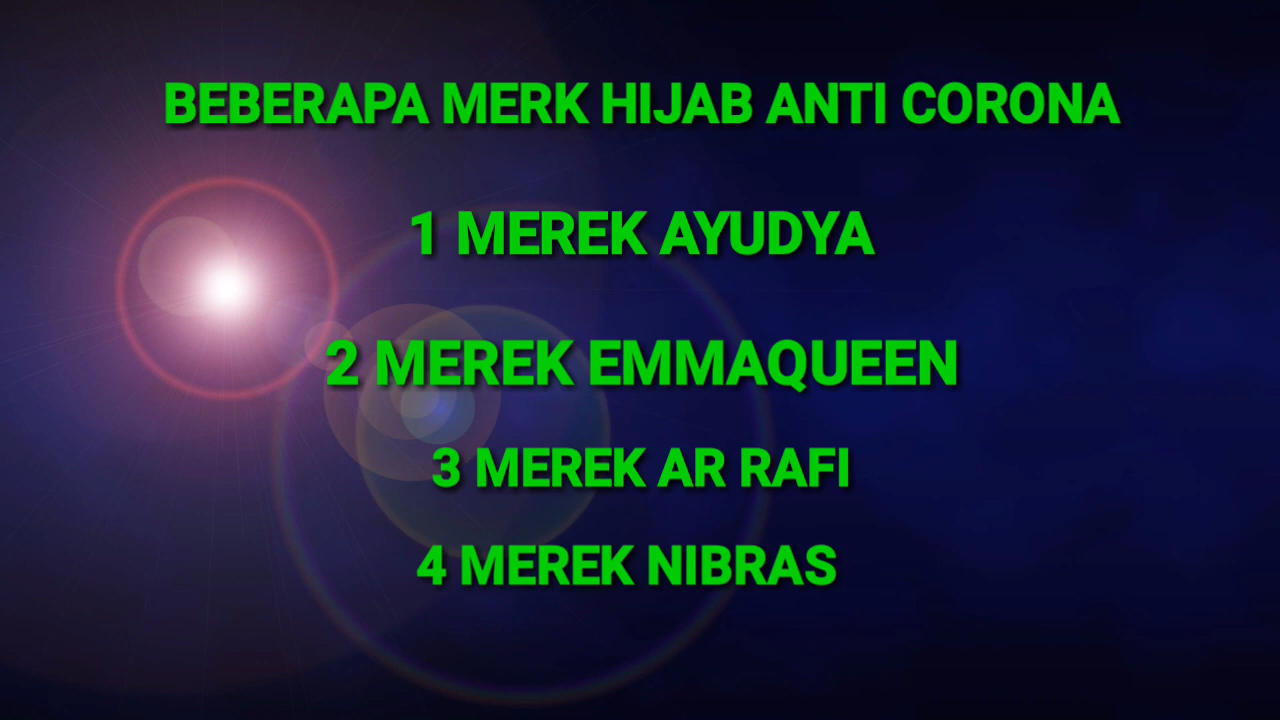 BEBERAPA MERK HIJAB ANTI CORONA
1 MEREK AYUDYA
2 MEREK EMMAQUEEN
3 MEREK AR RAFI
4 MEREK NIBRAS